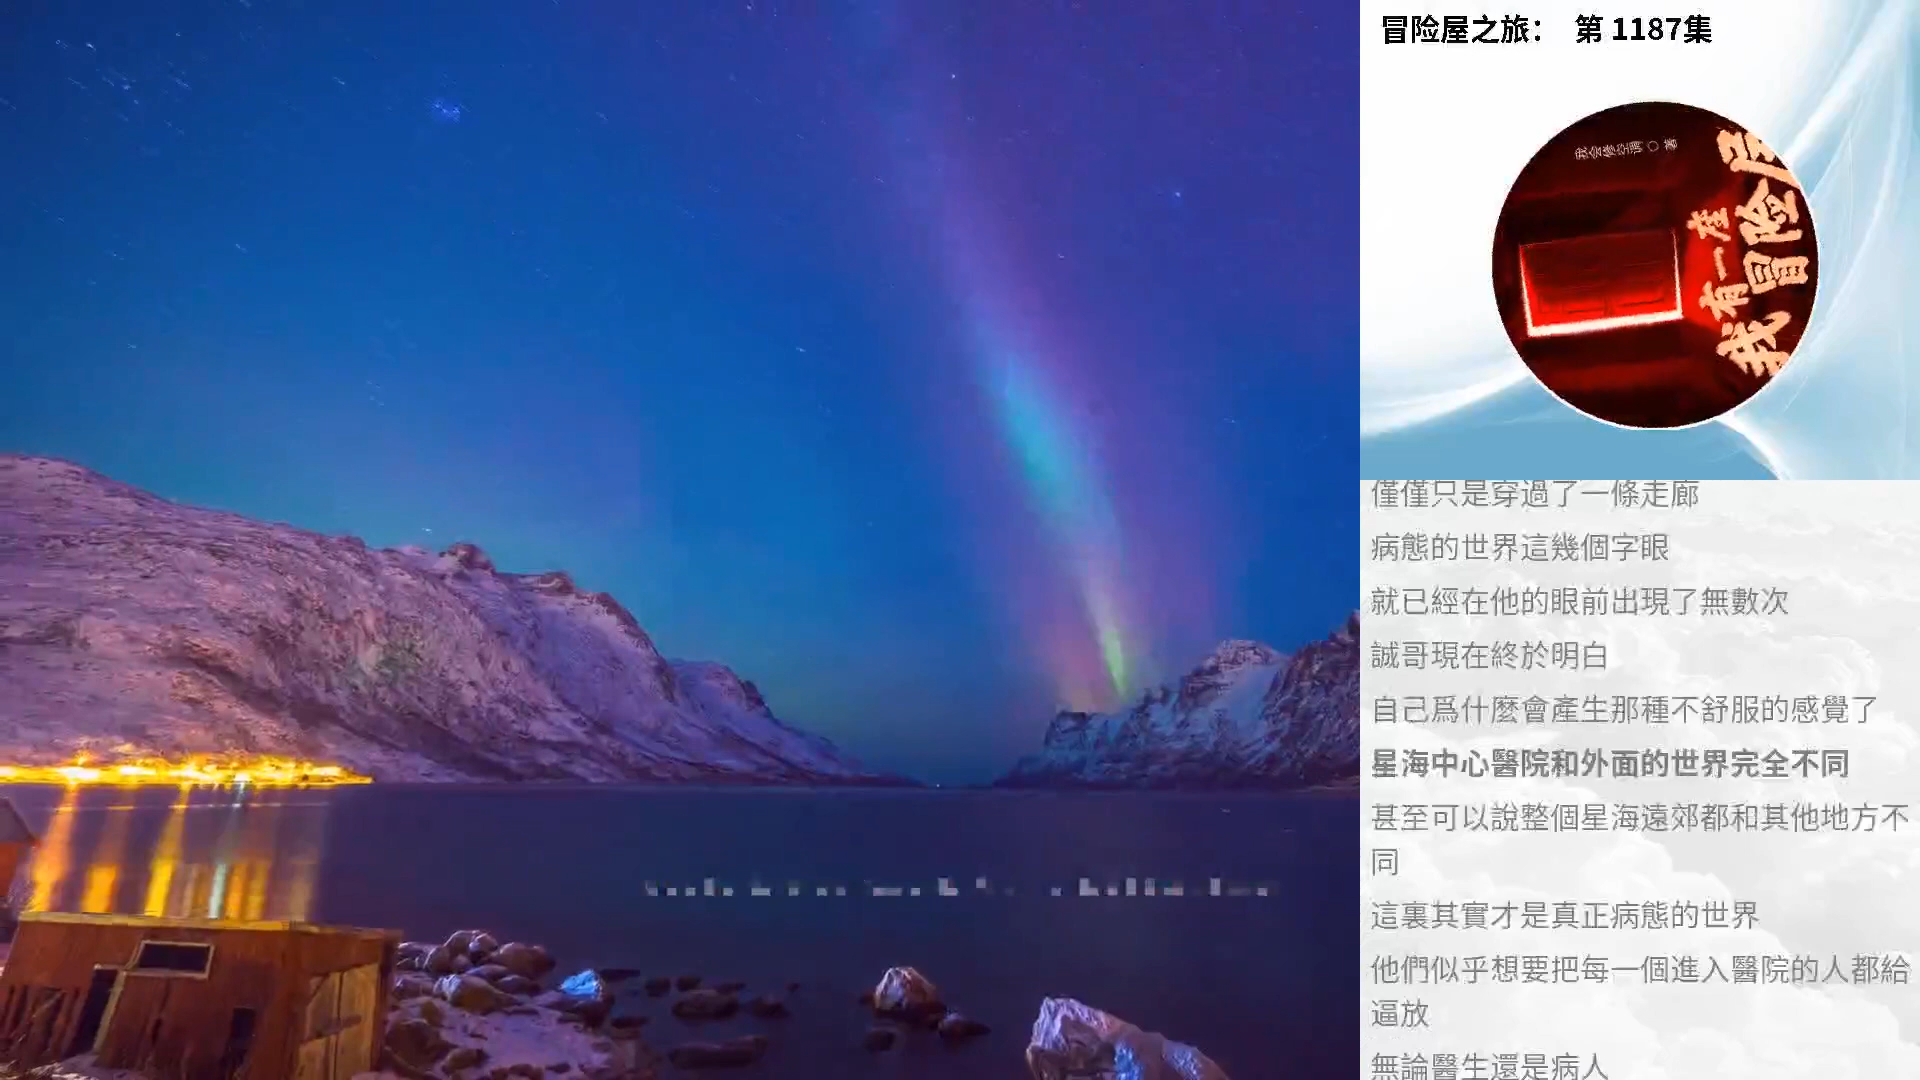 冒险屋之旅： 第 1187集
我会修空调 〇 著
我有一座
冒险屋
僅僅只是穿過了一條走廊
病態的世界這幾個字眼
就已經在他的眼前出現了無數次
誠哥現在終於明白
自己爲什麼會產生那種不舒服的感覺了
星海中心醫院和外面的世界完全不同
甚至可以說整個星海遠郊都和其他地方不
同
這裏其實才是真正病態的世界
他們似乎想要把每一個進入醫院的人都給
逼放
無論醫生還是病人